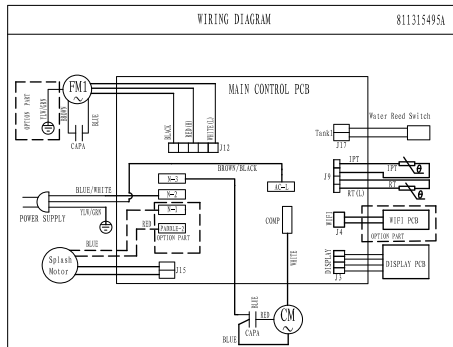 WIRING DIAGRAM
811315495A
OPTION PART
YLW/GRN
FM1
BROWN
BLUE
CAPA
BLACK
RED(H)
WHITE(L)
J12
MAIN CONTROL PCB
Tank1
J17
Water Reed Switch
BROWN/BLACK
N-3
AC-L
J9
IPT
IPT
θ
RT
θ
RT(L)
BLUE/WHITE
N-2
POWER SUPPLY
YLW/GRN
N-1
RED
OPTION PART
COMP
WIFI
J4
WIFI PCB
OPTION PART
BLUE
Splash
Motor
J15
WHITE
DISPLAY
J3
DISPLAY PCB
BLUE
RED
CM
CAPA
BLUE